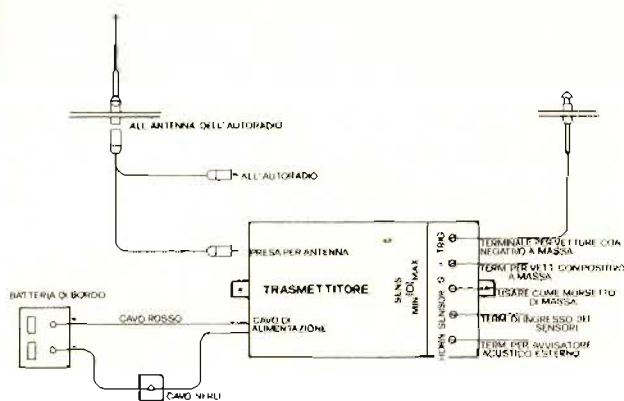 ALL'ANTENNA DELL'AUTORADIO
ALL'AUTORADIO
PRESA PER ANTENNA
BATTERIA DI BORDO
CAVO ROSSO
CAVO DI
ALIMENTAZIONE
CAVO
TRASMETTITORE
SENS
MIN MAX
TRIG
G
SENSOR
HORN
TERMINALE PER VETTURE CON
NEGATIVO A MASSA
TERM. PER VETT. CON POSITIVO
A MASSA
USARE COME MORSETTO
DI MASSA
TERM. DI INGRESSO DEI
SENSORI
TERM. PER AVVISATORE
ACUSTICO ESTERNO